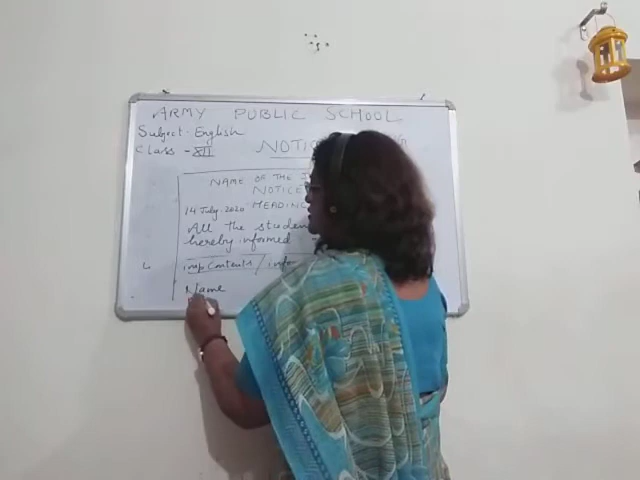 ARMY PUBLIC SCHOOL
Subject - English
Class - XII
NOTIC
NAME OF THE
NOTICE
14 July. 2020 HEADING
All the studen
hereby informed
imp Contents / info
Name